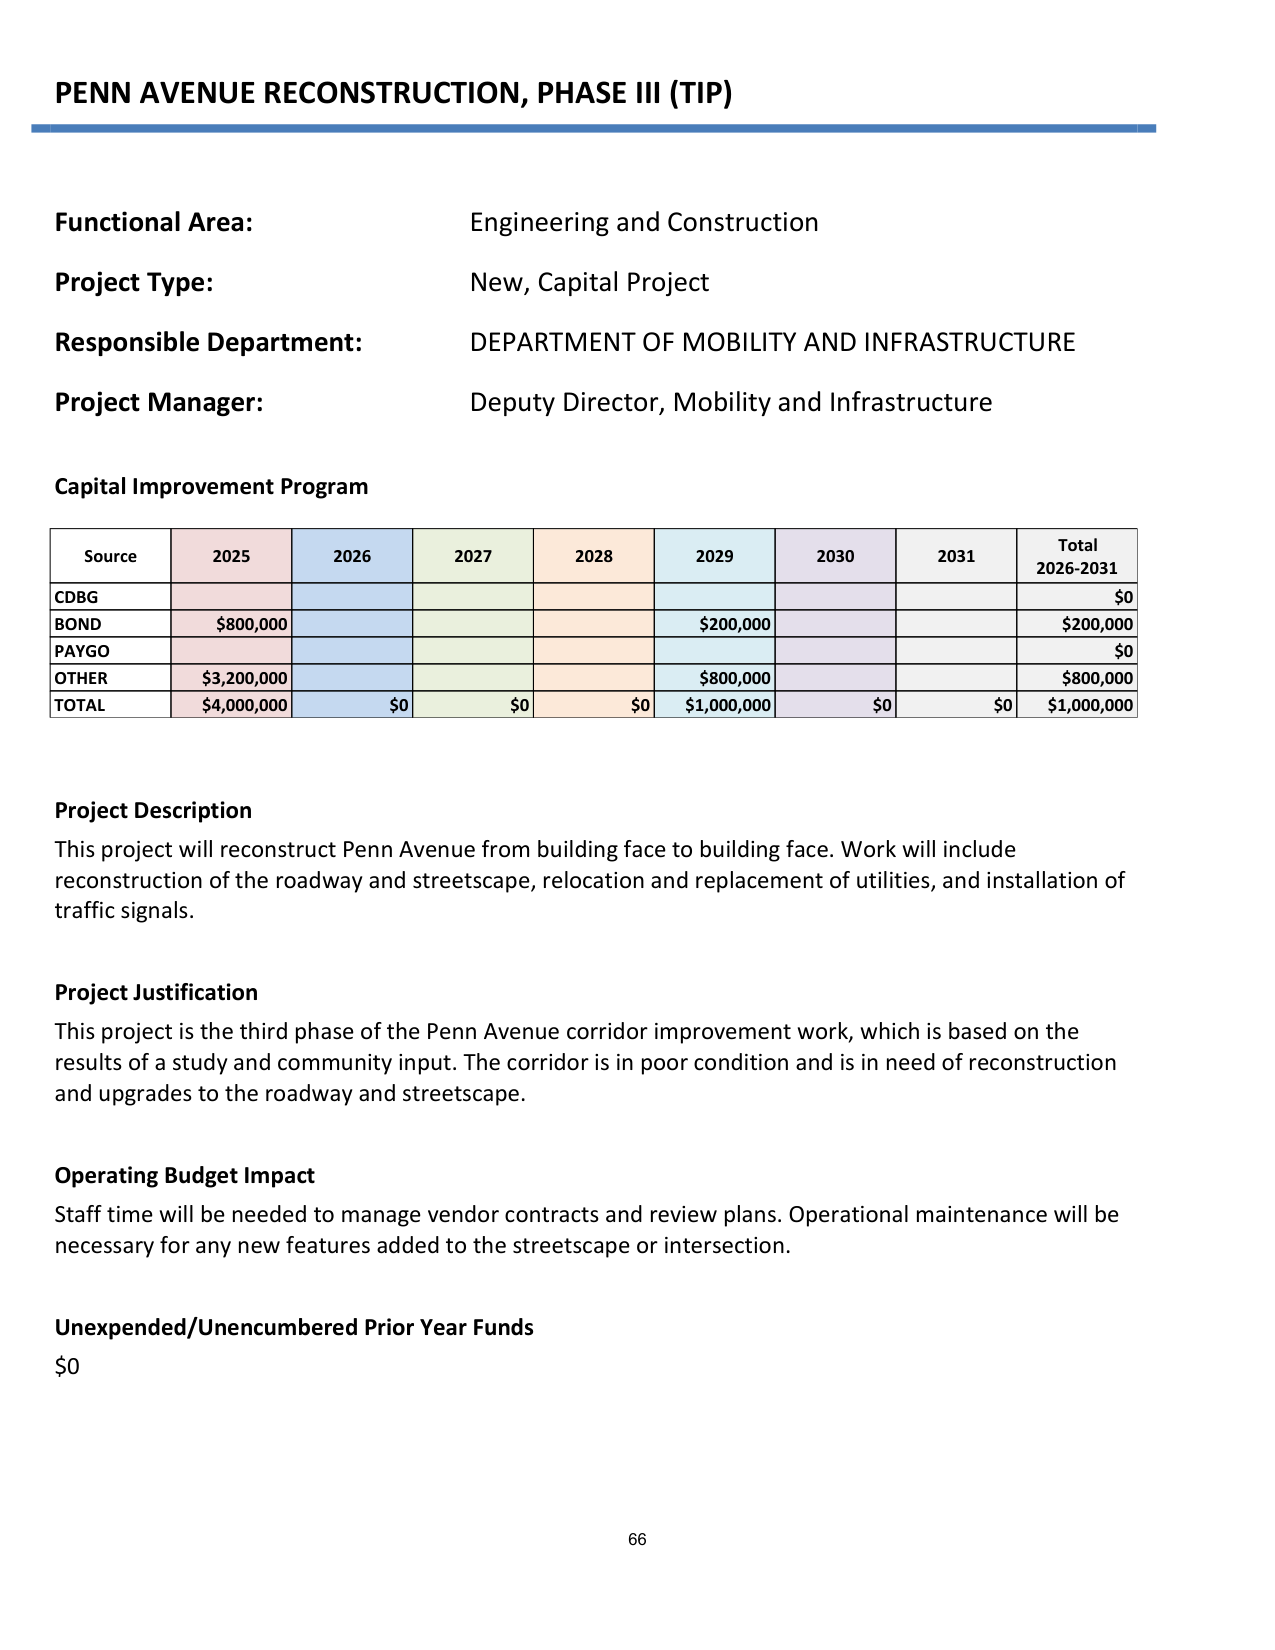 PENN AVENUE RECONSTRUCTION, PHASE III (TIP)
Functional Area: Engineering and Construction
Project Type: New, Capital Project
Responsible Department: DEPARTMENT OF MOBILITY AND INFRASTRUCTURE
Project Manager: Deputy Director, Mobility and Infrastructure
Capital Improvement Program
Source 2025 2026 2027 2028 2029 2030 2031 Total 2026-2031
CDBG $0
BOND $800,000 $200,000 $200,000
PAYGO $0
OTHER $3,200,000 $800,000 $800,000
TOTAL $4,000,000 $0 $0 $0 $1,000,000 $0 $0 $1,000,000
Project Description
This project will reconstruct Penn Avenue from building face to building face. Work will include
reconstruction of the roadway and streetscape, relocation and replacement of utilities, and installation of
traffic signals.
Project Justification
This project is the third phase of the Penn Avenue corridor improvement work, which is based on the
results of a study and community input. The corridor is in poor condition and is in need of reconstruction
and upgrades to the roadway and streetscape.
Operating Budget Impact
Staff time will be needed to manage vendor contracts and review plans. Operational maintenance will be
necessary for any new features added to the streetscape or intersection.
Unexpended/Unencumbered Prior Year Funds
$0
66